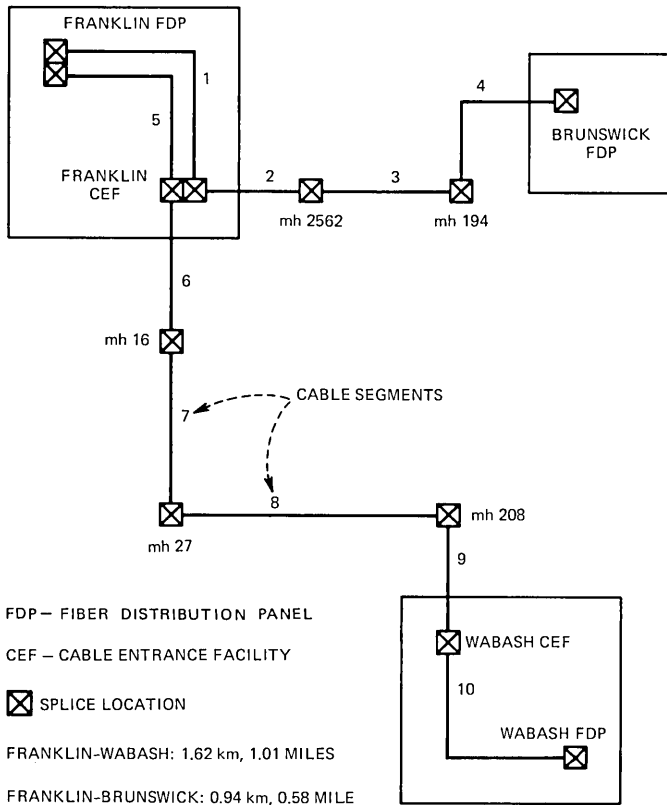 FRANKLIN FDP
1
5
FRANKLIN
CEF
2
mh 2562
3
mh 194
4
BRUNSWICK
FDP
6
mh 16
7
CABLE SEGMENTS
8
mh 27
mh 208
9
WABASH CEF
10
WABASH FDP
FDP – FIBER DISTRIBUTION PANEL
CEF – CABLE ENTRANCE FACILITY
SPLICE LOCATION
FRANKLIN-WABASH: 1.62 km, 1.01 MILES
FRANKLIN-BRUNSWICK: 0.94 km, 0.58 MILE